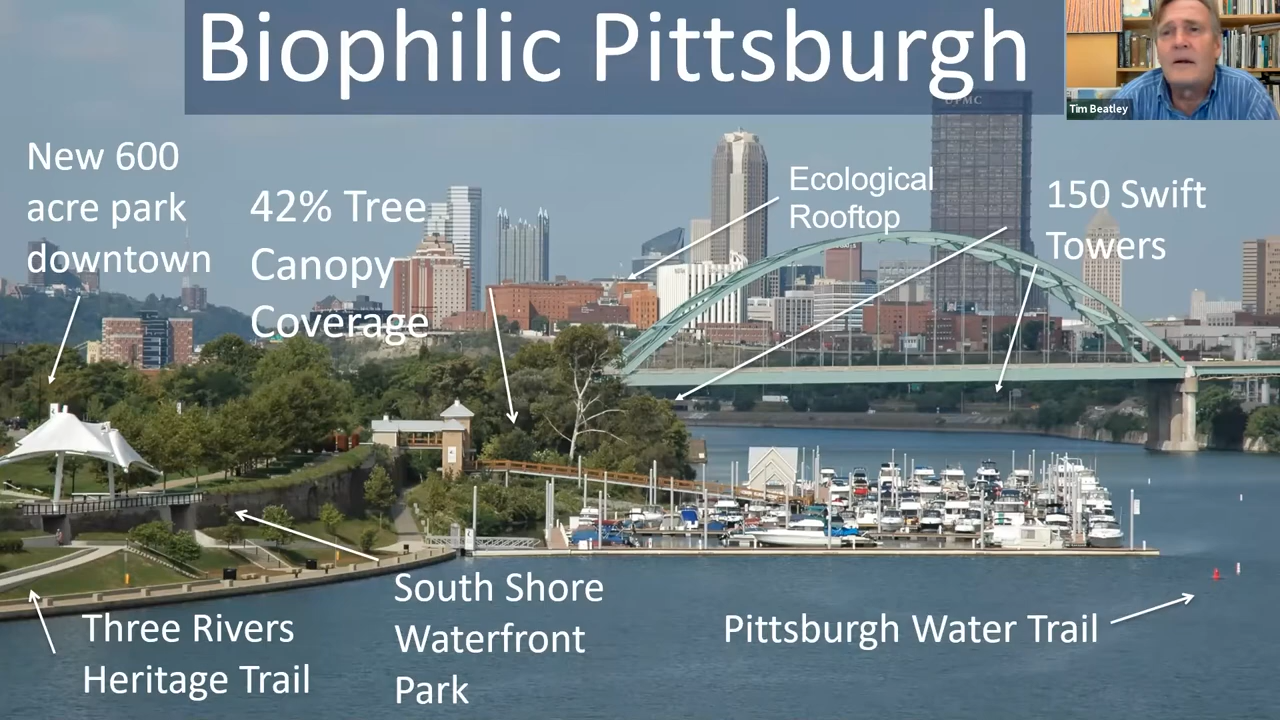 Biophilic Pittsburgh
Tim Beatley
UPMC
New 600
acre park
downtown
42% Tree
Canopy
Coverage
Ecological
Rooftop
150 Swift
Towers
South Shore
Waterfront
Park
Three Rivers
Heritage Trail
Pittsburgh Water Trail